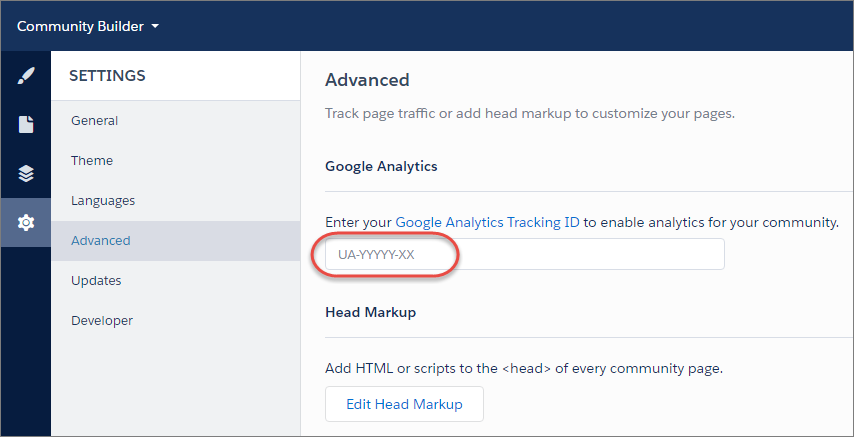 Community Builder
SETTINGS
General
Theme
Languages
Advanced
Updates
Developer
Advanced
Track page traffic or add head markup to customize your pages.
Google Analytics
Enter your Google Analytics Tracking ID to enable analytics for your community.
UA-YYYYY-XX
Head Markup
Add HTML or scripts to the <head> of every community page.
Edit Head Markup